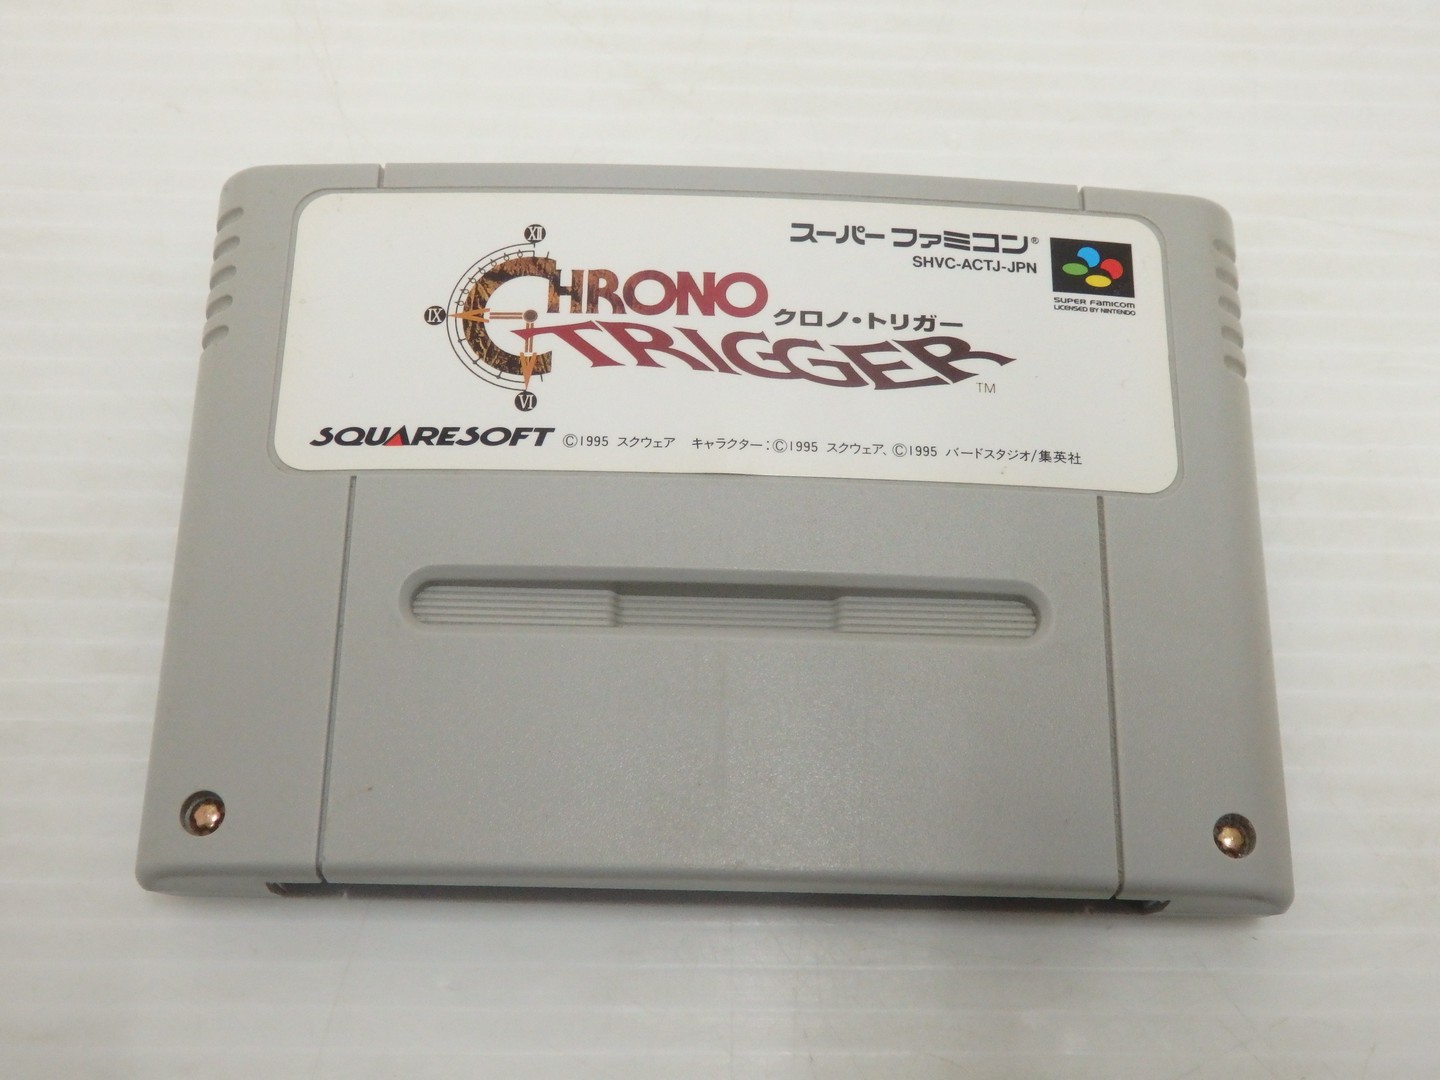 スーパーファミコン®
SHVC-ACTJ-JPN
SUPER FAMICOM
LICENSED BY NINTENDO
XII
IX
VI
CHRONO
クロノ・トリガー
TRIGGER
TM
SQUARESOFT ©1995 スクウェア キャラクター:©1995 スクウェア、©1995 バードスタジオ/集英社